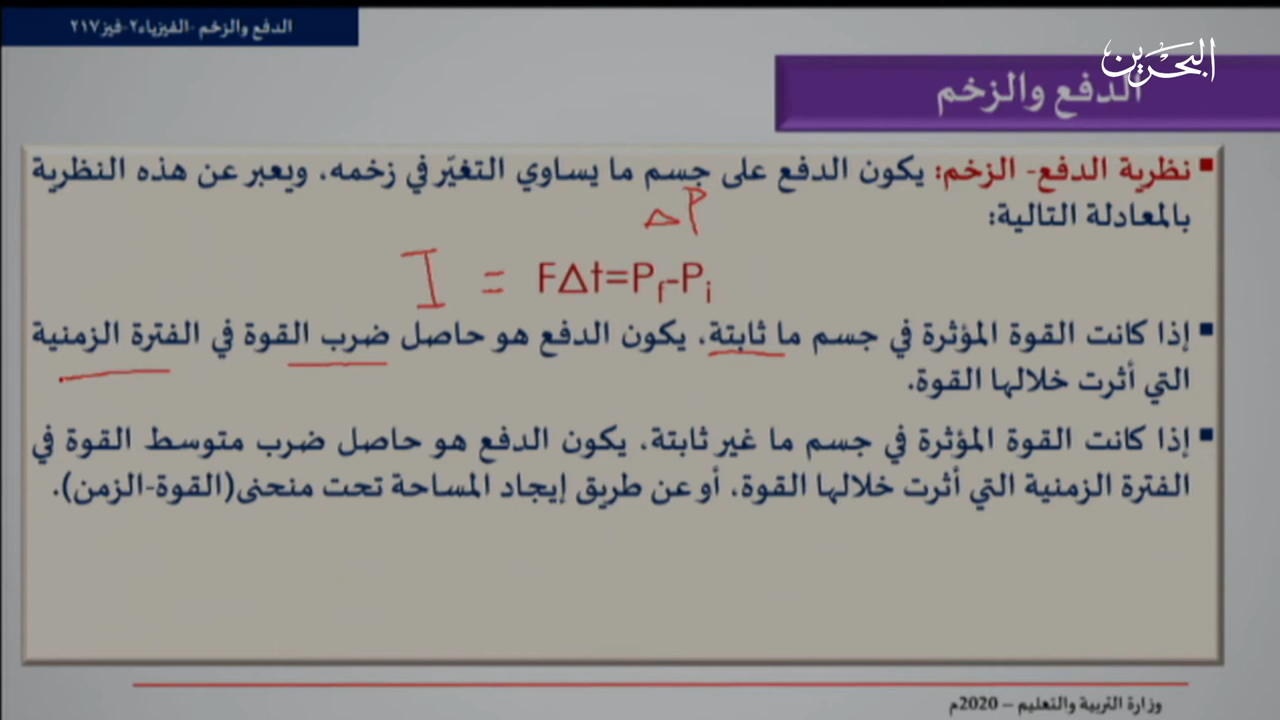 الدفع والزخم -الفيزياء٢-فيز٢١٧
البحرين
الدفع والزخم
نظرية الدفع- الزخم: يكون الدفع على جسم ما يساوي التغيّر في زخمه، ويعبر عن هذه النظرية
بالمعادلة التالية:
ΔP
I = FΔt=Pf-Pi
إذا كانت القوة المؤثرة في جسم ما ثابتة، يكون الدفع هو حاصل ضرب القوة في الفترة الزمنية
التي أثرت خلالها القوة.
إذا كانت القوة المؤثرة في جسم ما غير ثابتة، يكون الدفع هو حاصل ضرب متوسط القوة في
الفترة الزمنية التي أثرت خلالها القوة، أو عن طريق إيجاد المساحة تحت منحنى(القوة-الزمن).
وزارة التربية والتعليم – 2020م